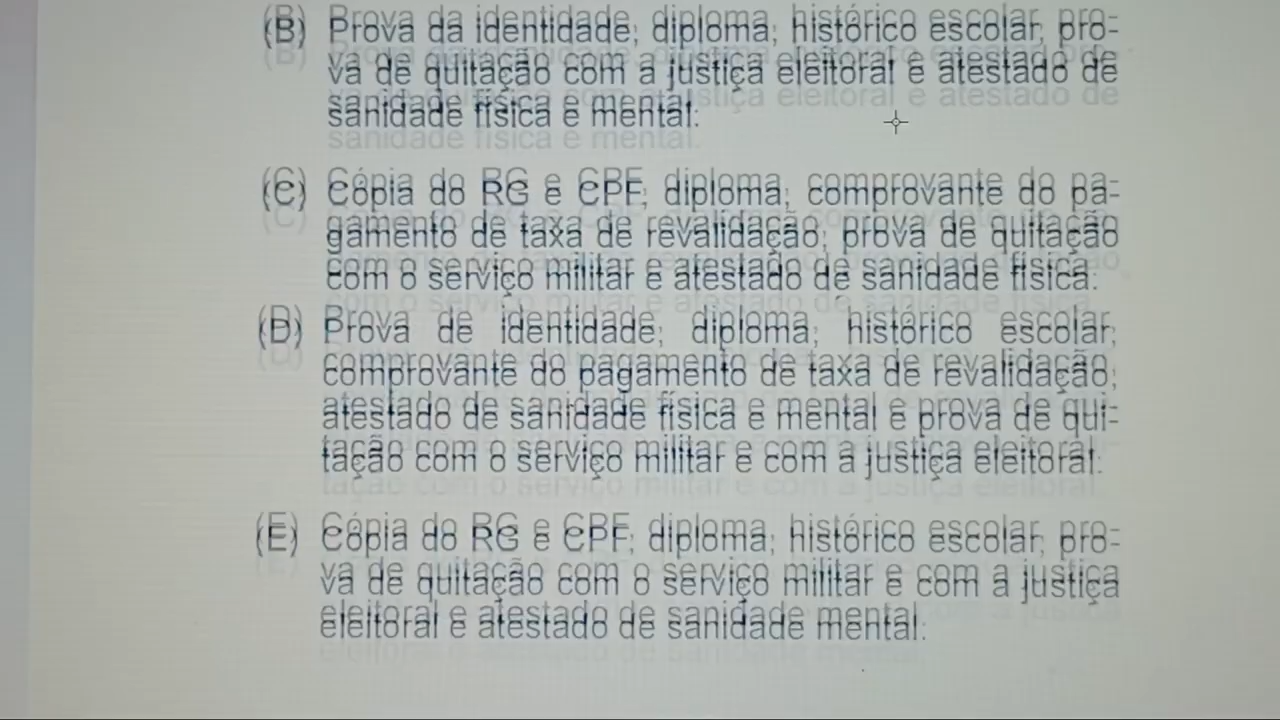 (B) Prova da identidade, diploma, histórico escolar, pro-
va de quitação com a justiça eleitoral e atestado de
sanidade física e mental.
(C) Cópia do RG e CPF, diploma, comprovante do pa-
gamento de taxa de revalidação, prova de quitação
com o serviço militar e atestado de sanidade física.
(D) Prova de identidade, diploma, histórico escolar,
comprovante do pagamento de taxa de revalidação,
atestado de sanidade física e mental e prova de qui-
tação com o serviço militar e com a justiça eleitoral.
(E) Cópia do RG e CPF, diploma, histórico escolar, pro-
va de quitação com o serviço militar e com a justiça
eleitoral e atestado de sanidade mental.